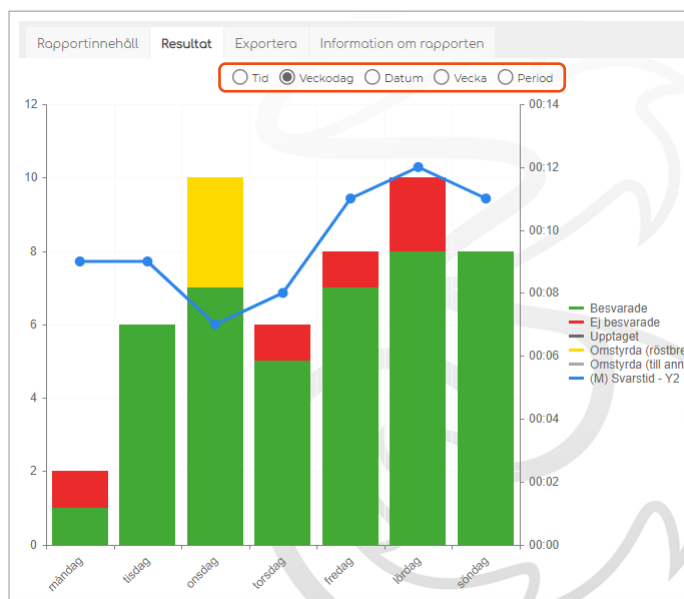 Rapportinnehåll Resultat Exportera Information om rapporten
Tid Veckodag Datum Vecka Period
12 00:14
00:12
10
00:10
8
00:08
6
00:06
4
00:04
2
00:02
0 00:00
måndag tisdag onsdag torsdag fredag lördag söndag
Besvarade
Ej besvarade
Upptaget
Omstyrda (röstbre
Omstyrda (till ann
(M) Svarstid - Y2